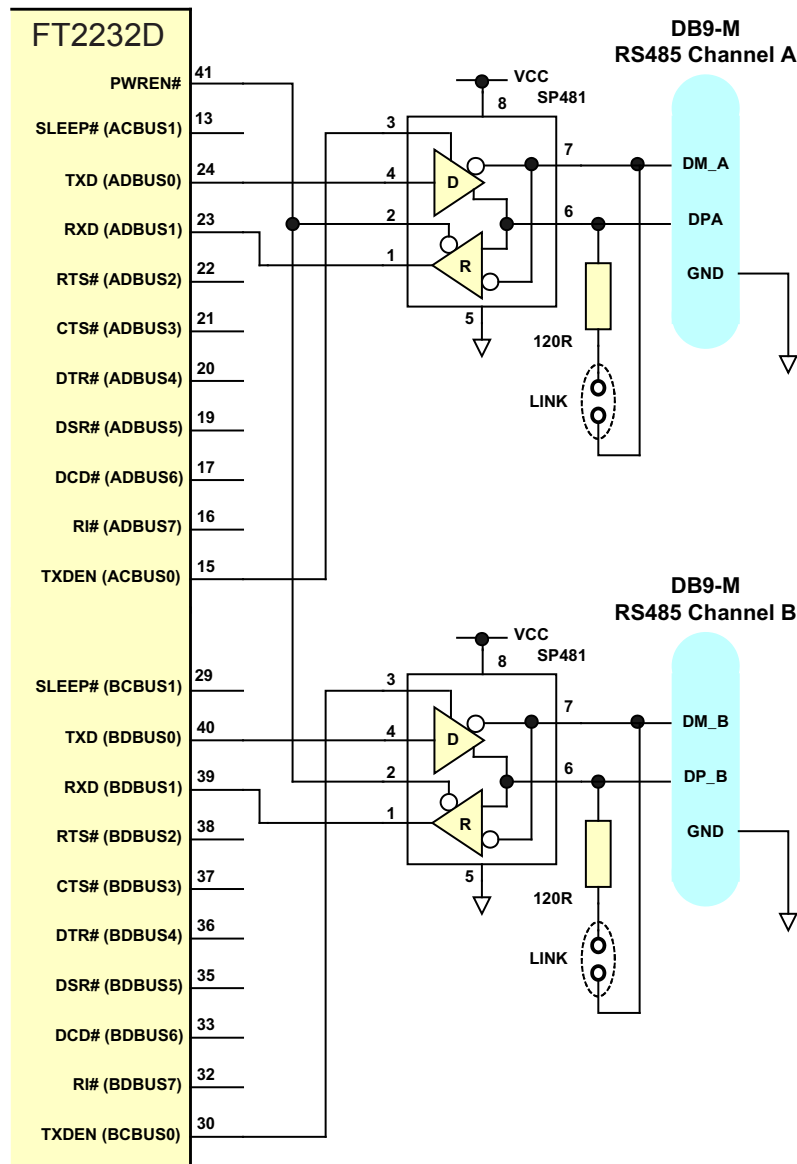 FT2232D
DB9-M
RS485 Channel A
PWREN# 41
SLEEP# (ACBUS1) 13
TXD (ADBUS0) 24
RXD (ADBUS1) 23
RTS# (ADBUS2) 22
CTS# (ADBUS3) 21
DTR# (ADBUS4) 20
DSR# (ADBUS5) 19
DCD# (ADBUS6) 17
RI# (ADBUS7) 16
TXDEN (ACBUS0) 15
VCC
8 SP481
3
4 D 7 DM_A
2 6 DPA
1 R
GND
5
120R
LINK
DB9-M
RS485 Channel B
SLEEP# (BCBUS1) 29
TXD (BDBUS0) 40
RXD (BDBUS1) 39
RTS# (BDBUS2) 38
CTS# (BDBUS3) 37
DTR# (BDBUS4) 36
DSR# (BDBUS5) 35
DCD# (BDBUS6) 33
RI# (BDBUS7) 32
TXDEN (BCBUS0) 30
VCC
8 SP481
3
4 D 7 DM_B
2 6 DP_B
1 R
GND
5
120R
LINK